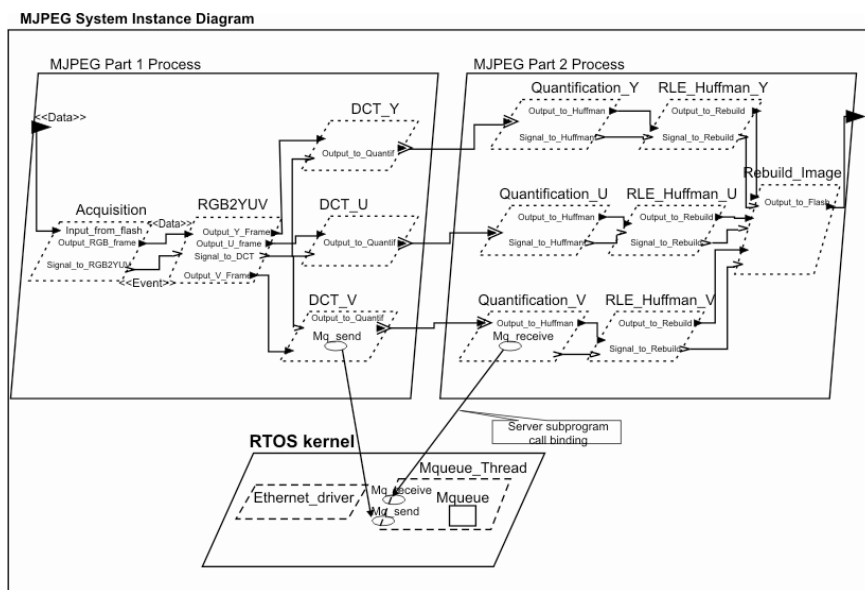 MJPEG System Instance Diagram
MJPEG Part 1 Process
MJPEG Part 2 Process
<<Data>>
DCT_Y
Output_to_Quantif
Quantification_Y
Output_to_Huffman
Signal_to_Huffman
RLE_Huffman_Y
Output_to_Rebuild
Signal_to_Rebuild
Rebuild_Image
Output_to_Flash
Acquisition
Input_from_flash
Output_RGB_frame
Signal_to_RGB2YUV
<<Data>>
<<Event>>
RGB2YUV
Output_Y_Frame
Output_U_frame
Signal_to_DCT
Output_V_Frame
DCT_U
Output_to_Quantif
Quantification_U
Output_to_Huffman
Signal_to_Huffman
RLE_Huffman_U
Output_to_Rebuild
Signal_to_Rebuild
DCT_V
Output_to_Quantif
Mq_send
Quantification_V
Output_to_Huffman
Mq_receive
RLE_Huffman_V
Output_to_Rebuild
Signal_to_Rebuild
Server subprogram
call binding
RTOS kernel
Ethernet_driver
Mqueue_Thread
Mq_receive
Mq_send
Mqueue